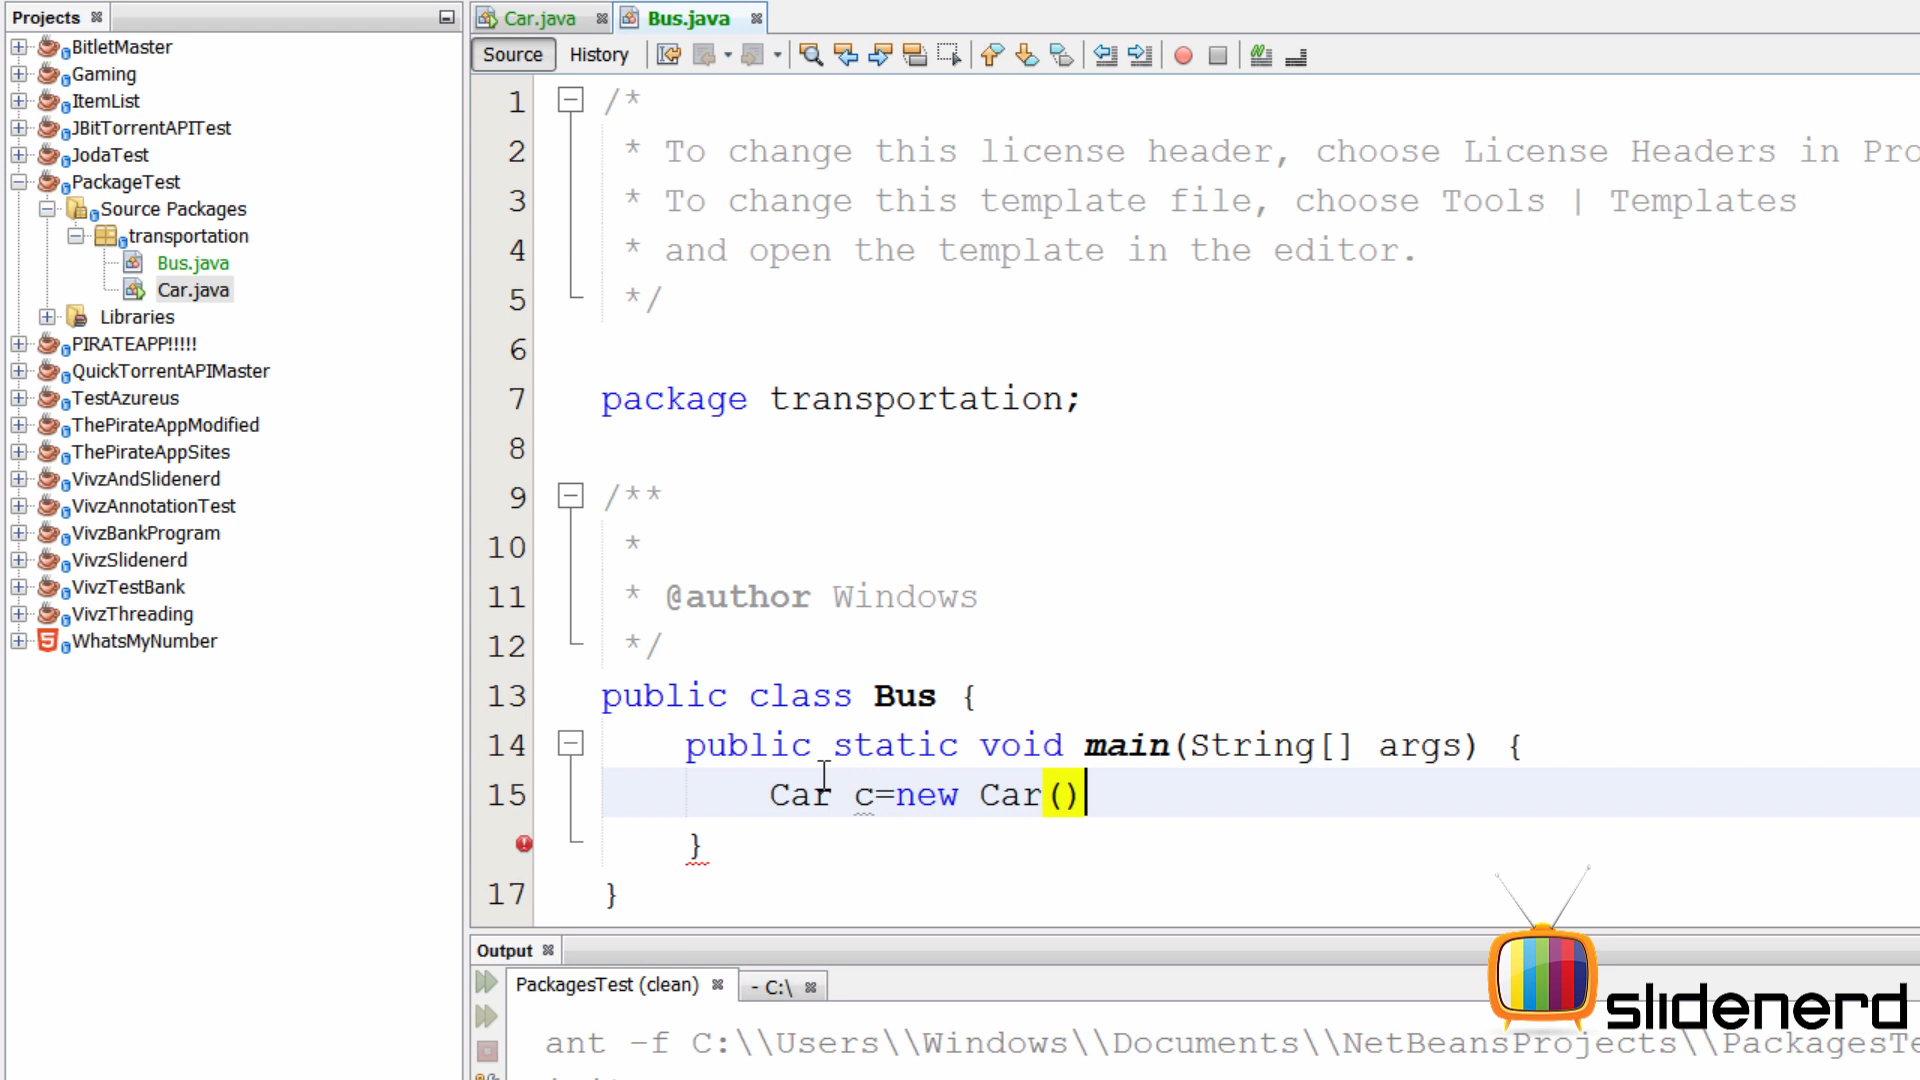 Projects
BitletMaster
Gaming
ItemList
JBitTorrentAPITest
JodaTest
PackageTest
Source Packages
transportation
Bus.java
Car.java
Libraries
PIRATEAPP!!!!!
QuickTorrentAPIMaster
TestAzureus
ThePirateAppModified
ThePirateAppSites
VivzAndSlidenerd
VivzAnnotationTest
VivzBankProgram
VivzSlidenerd
VivzTestBank
VivzThreading
WhatsMyNumber
Car.java Bus.java
Source History
1 /*
2 * To change this license header, choose License Headers in Pro
3 * To change this template file, choose Tools | Templates
4 * and open the template in the editor.
5 */
6
7 package transportation;
8
9 /**
10 *
11 * @author Windows
12 */
13 public class Bus {
14 public static void main(String[] args) {
15 Car c=new Car()
}
17 }
Output
PackagesTest (clean) - C:\
ant -f C:\\Users\\Windows\\Documents\\NetBeansProjects\\PackagesTe
slidenerd